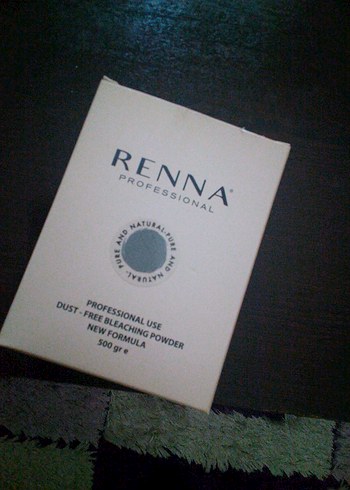 RENNA®
PROFESSIONAL
PURE AND NATURAL·PURE AND NATURAL·
PROFESSIONAL USE
DUST - FREE BLEACHING POWDER
NEW FORMULA
500 gr e